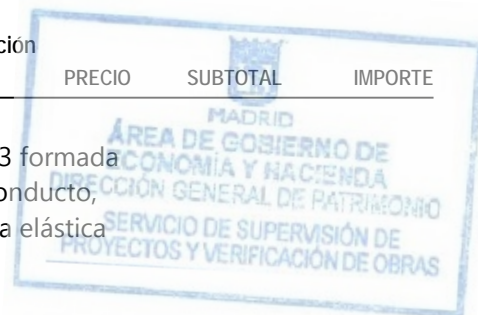 ción
PRECIO SUBTOTAL IMPORTE
MADRID
ÁREA DE GOBIERNO DE
3 formada
ECONOMÍA Y HACIENDA
DIRECCIÓN GENERAL DE PATRIMONIO
onducto,
SERVICIO DE SUPERVISIÓN DE
a elástica
PROYECTOS Y VERIFICACIÓN DE OBRAS